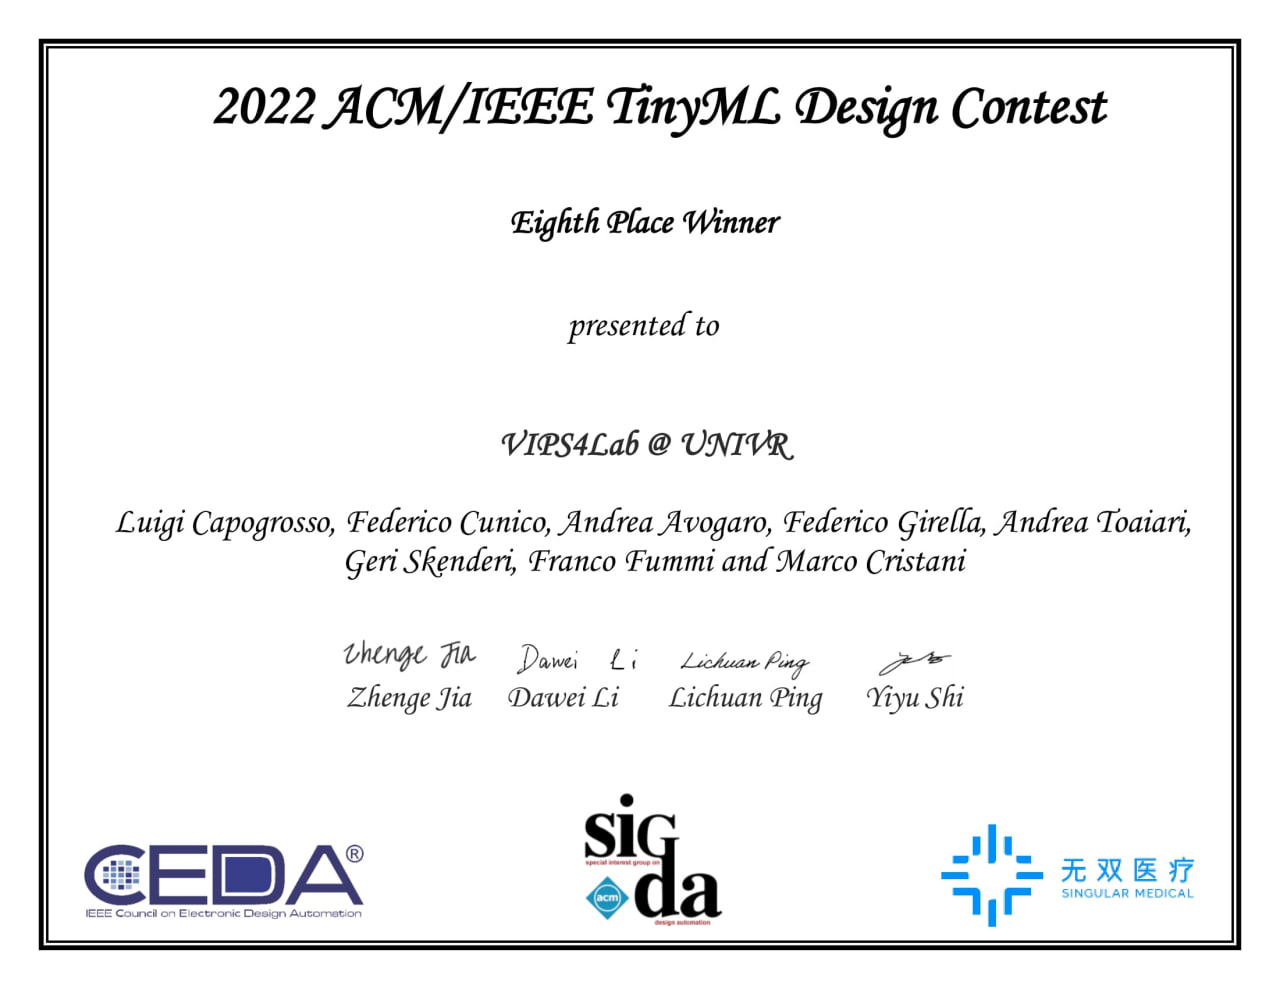 2022 ACM/IEEE TinyML Design Contest
Eighth Place Winner
presented to
VIPS4Lab @ UNIVR
Luigi Capogrosso, Federico Cunico, Andrea Avogaro, Federico Girella, Andrea Toaiari,
Geri Skenderi, Franco Fummi and Marco Cristani
Zhenge Jia Dawei Li Lichuan Ping
Zhenge Jia Dawei Li Lichuan Ping Yiyu Shi
CEDA®
IEEE Council on Electronic Design Automation
sig
special interest group on
da
acm
design automation
无双医疗
SINGULAR MEDICAL